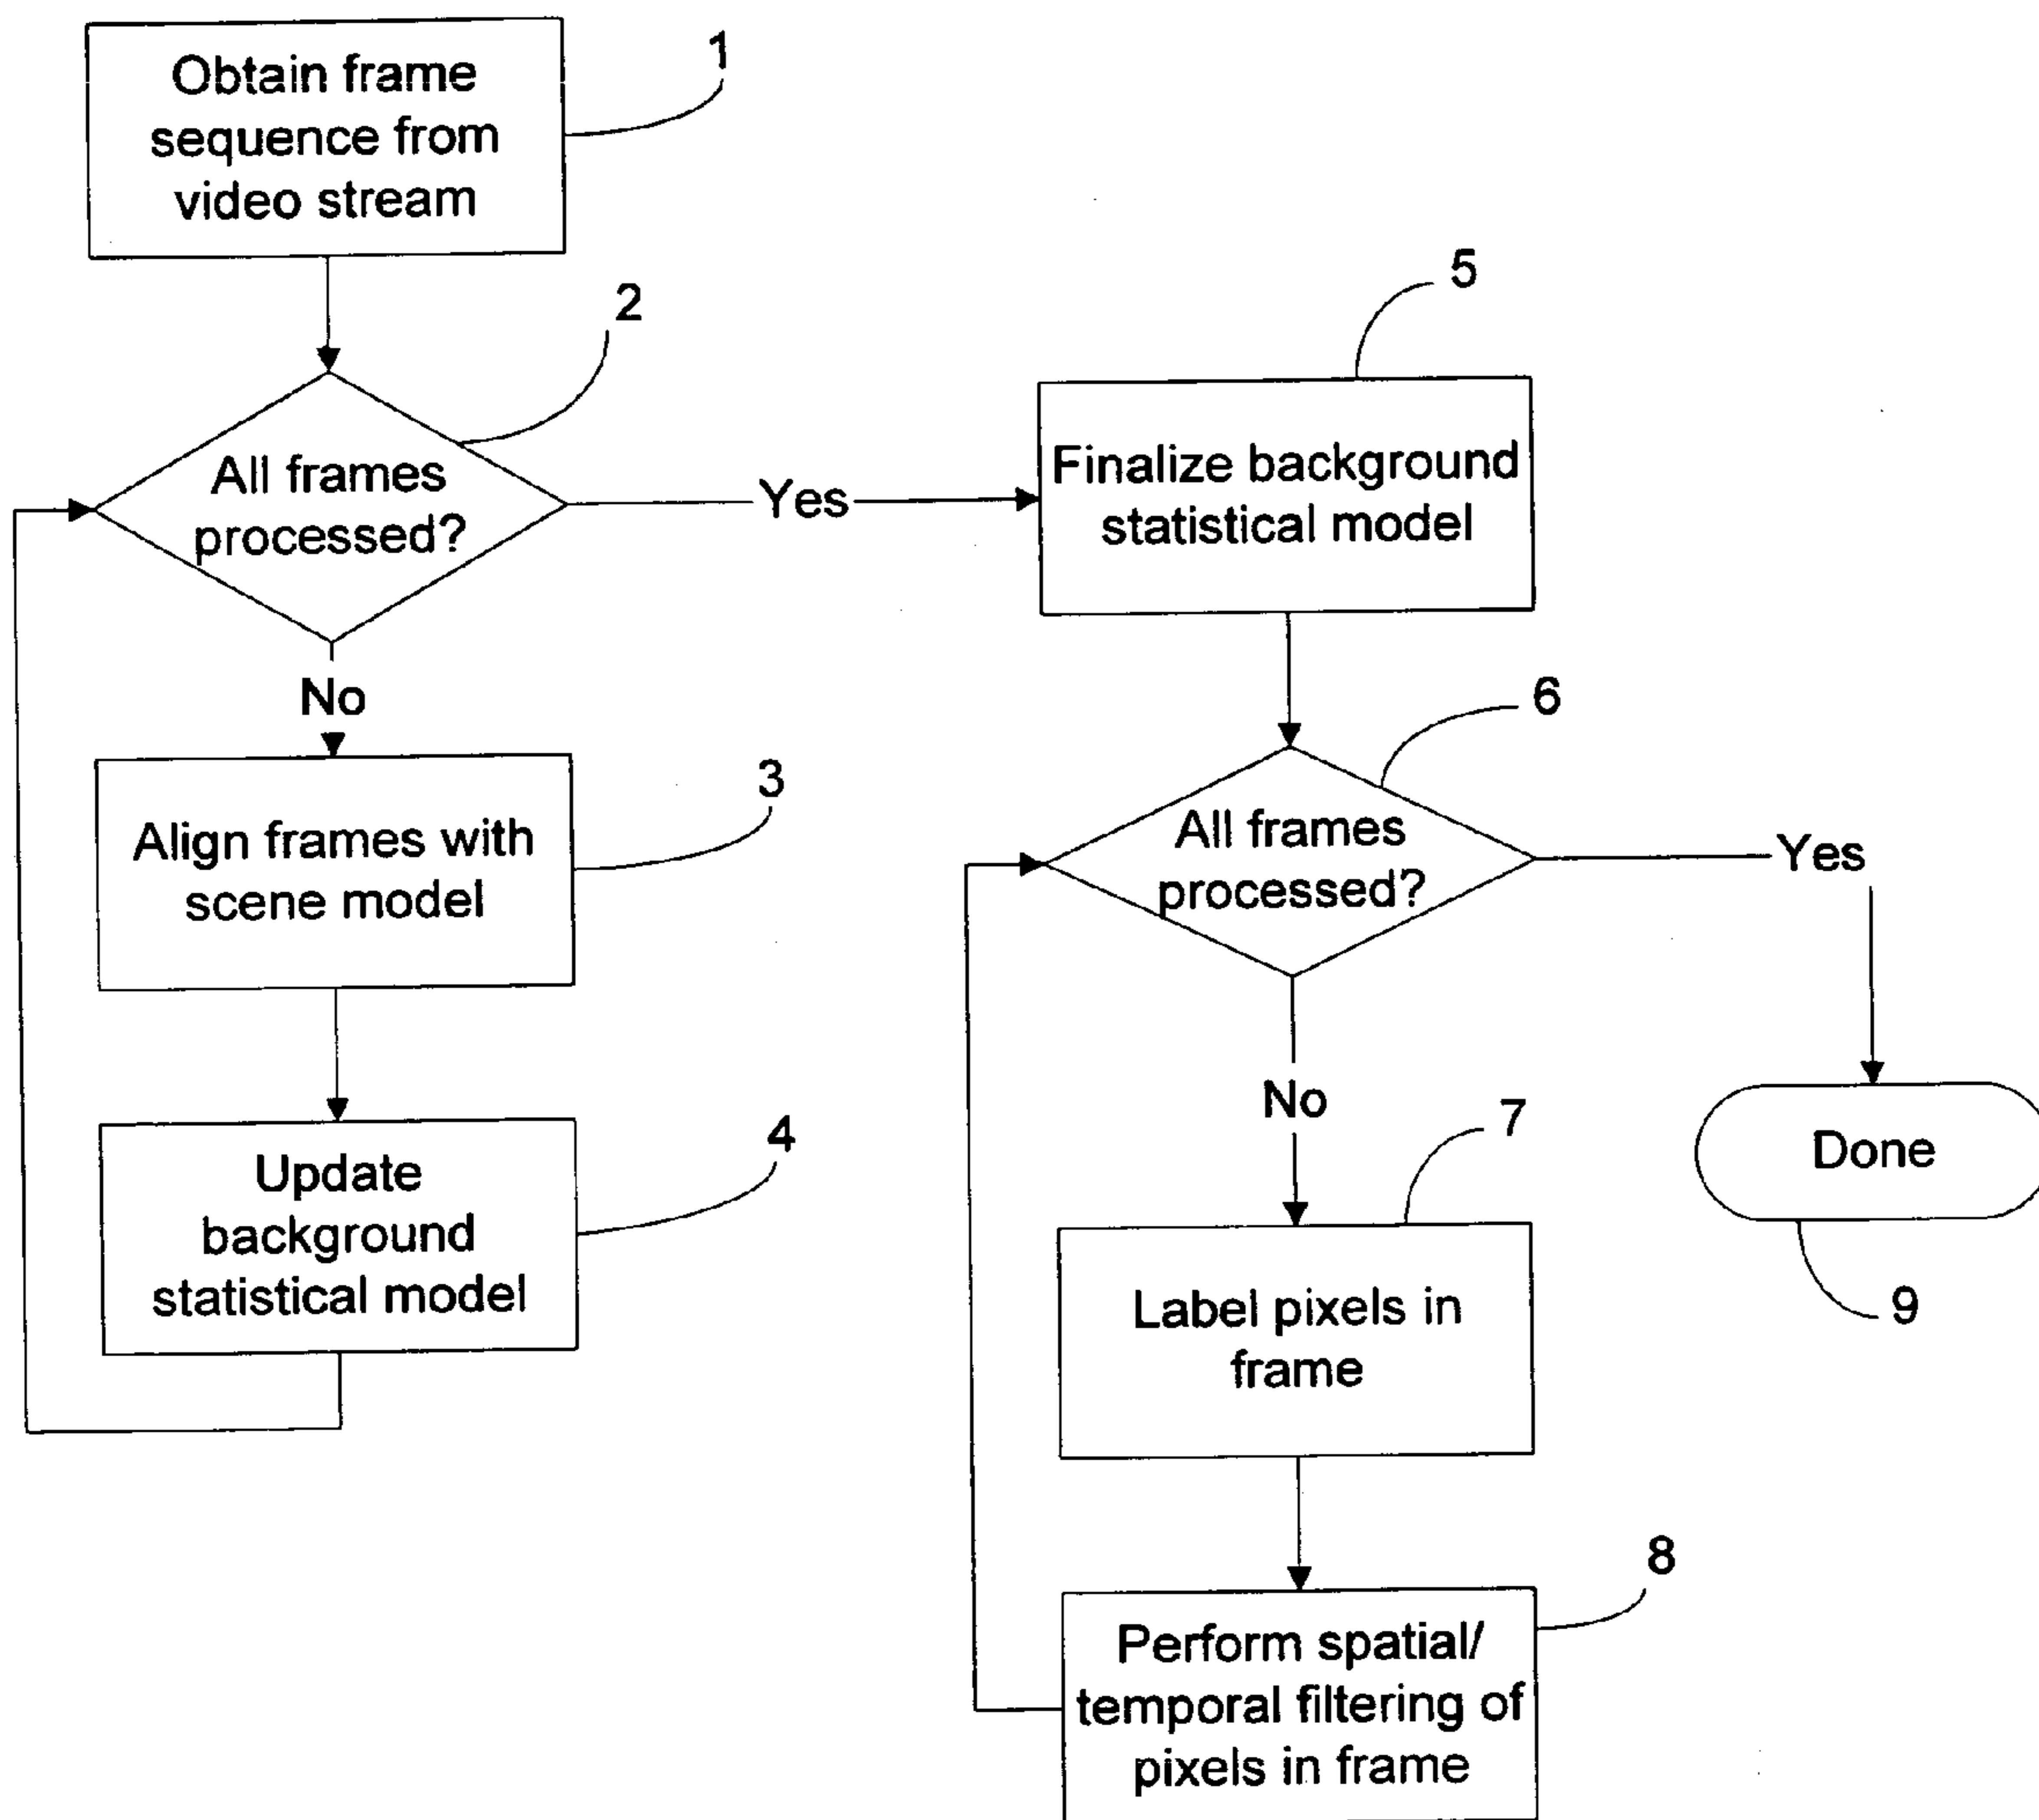 Obtain frame
sequence from
video stream
1
2
All frames
processed?
Yes
No
Align frames with
scene model
3
Update
background
statistical model
4
5
Finalize background
statistical model
6
All frames
processed?
Yes
No
7
Label pixels in
frame
8
Perform spatial/
temporal filtering of
pixels in frame
Done
9